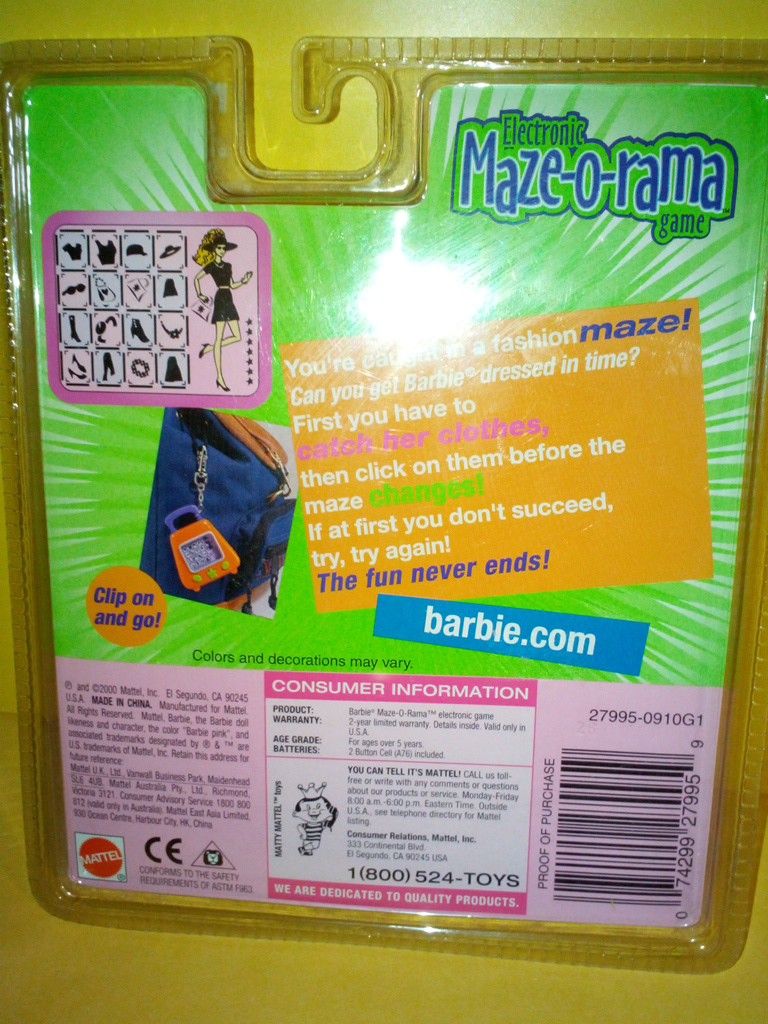 Electronic
Maze-o-rama™
game
You're caught in a fashion maze!
Can you get Barbie® dressed in time?
First you have to
catch her clothes,
then click on them before the
maze changes!
If at first you don't succeed,
try, try again!
The fun never ends!
Clip on
and go!
barbie.com
Colors and decorations may vary.
℗ and ©2000 Mattel, Inc. El Segundo, CA 90245
U.S.A. MADE IN CHINA. Manufactured for Mattel.
All Rights Reserved. Mattel, Barbie, the Barbie doll
likeness and character, the color "Barbie pink", and
associated trademarks designated by ® & ™ are
U.S. trademarks of Mattel, Inc. Retain this address for
future reference:
Mattel U.K., Ltd., Vanwall Business Park, Maidenhead
SL6 4UB. Mattel Australia Pty., Ltd., Richmond,
Victoria 3121. Consumer Advisory Service 1800 800
812 (valid only in Australia). Mattel East Asia Limited,
930 Ocean Centre, Harbour City, HK, China
MATTEL
CE
CONFORMS TO THE SAFETY
REQUIREMENTS OF ASTM F963.
CONSUMER INFORMATION
PRODUCT: Barbie® Maze-O-Rama™ electronic game
WARRANTY: 2-year limited warranty. Details inside. Valid only in
U.S.A.
AGE GRADE: For ages over 5 years.
BATTERIES: 2 Button Cell (A76) included.
MATTY MATTEL™ toys
YOU CAN TELL IT'S MATTEL! CALL us toll-
free or write with any comments or questions
about our products or service. Monday-Friday
8:00 a.m.-6:00 p.m. Eastern Time. Outside
U.S.A., see telephone directory for Mattel
listing.
Consumer Relations, Mattel, Inc.
333 Continental Blvd.
El Segundo, CA 90245 USA
1(800) 524-TOYS
WE ARE DEDICATED TO QUALITY PRODUCTS.
27995-0910G1
PROOF OF PURCHASE
0 74299 27995 9